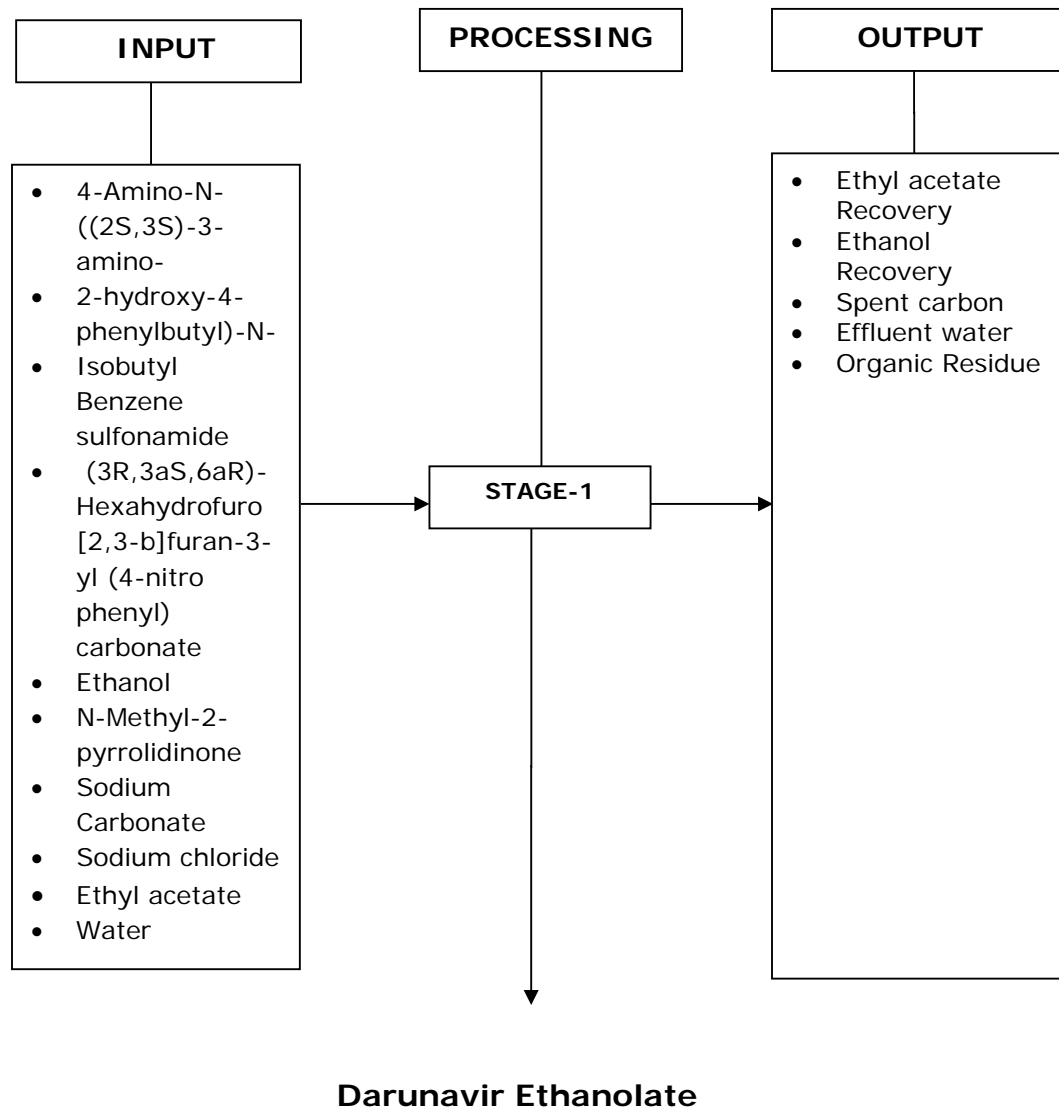 INPUT
PROCESSING
OUTPUT
• 4-Amino-N-
((2S,3S)-3-
amino-
• 2-hydroxy-4-
phenylbutyl)-N-
• Isobutyl
Benzene
sulfonamide
• (3R,3aS,6aR)-
Hexahydrofuro
[2,3-b]furan-3-
yl (4-nitro
phenyl)
carbonate
• Ethanol
• N-Methyl-2-
pyrrolidinone
• Sodium
Carbonate
• Sodium chloride
• Ethyl acetate
• Water
STAGE-1
• Ethyl acetate
Recovery
• Ethanol
Recovery
• Spent carbon
• Effluent water
• Organic Residue
Darunavir Ethanolate